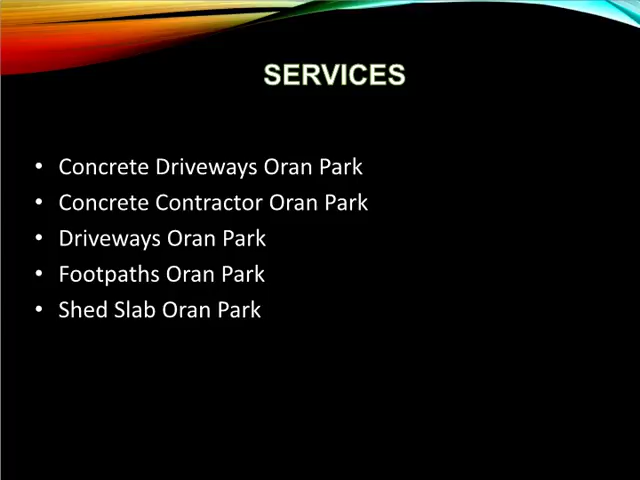 SERVICES
• Concrete Driveways Oran Park
• Concrete Contractor Oran Park
• Driveways Oran Park
• Footpaths Oran Park
• Shed Slab Oran Park